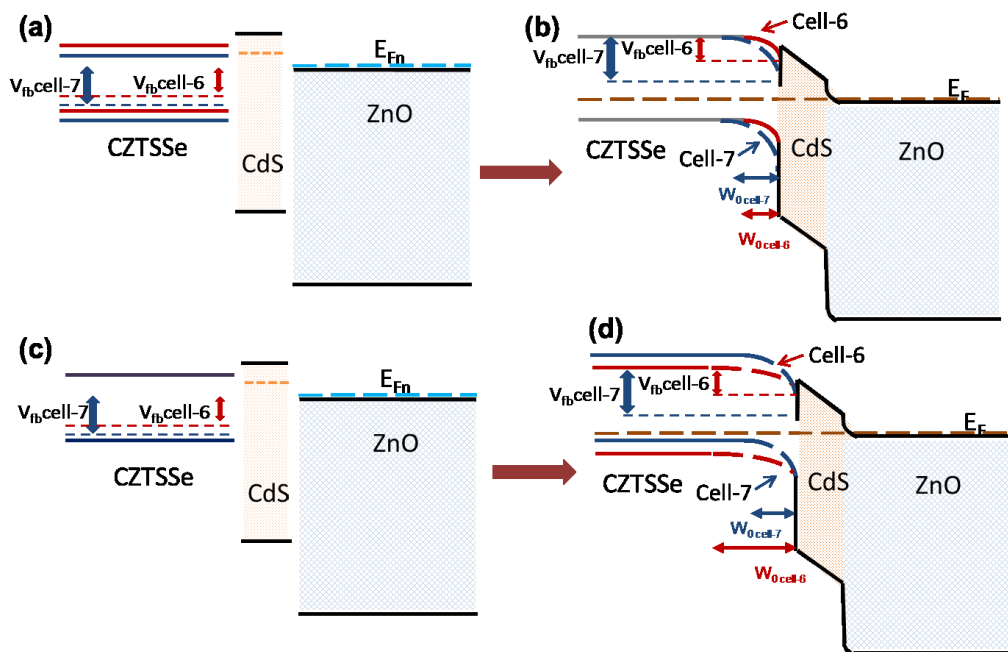 (a)
E_Fn
V_fbcell-7
V_fbcell-6
CZTSSe
CdS
ZnO
(b)
Cell-6
V_fbcell-7
V_fbcell-6
E_F
CZTSSe
Cell-7
CdS
ZnO
W_0cell-7
W_0cell-6
(c)
E_Fn
V_fbcell-7
V_fbcell-6
CZTSSe
CdS
ZnO
(d)
Cell-6
V_fbcell-7
V_fbcell-6
E_F
CZTSSe
Cell-7
CdS
ZnO
W_0cell-7
W_0cell-6